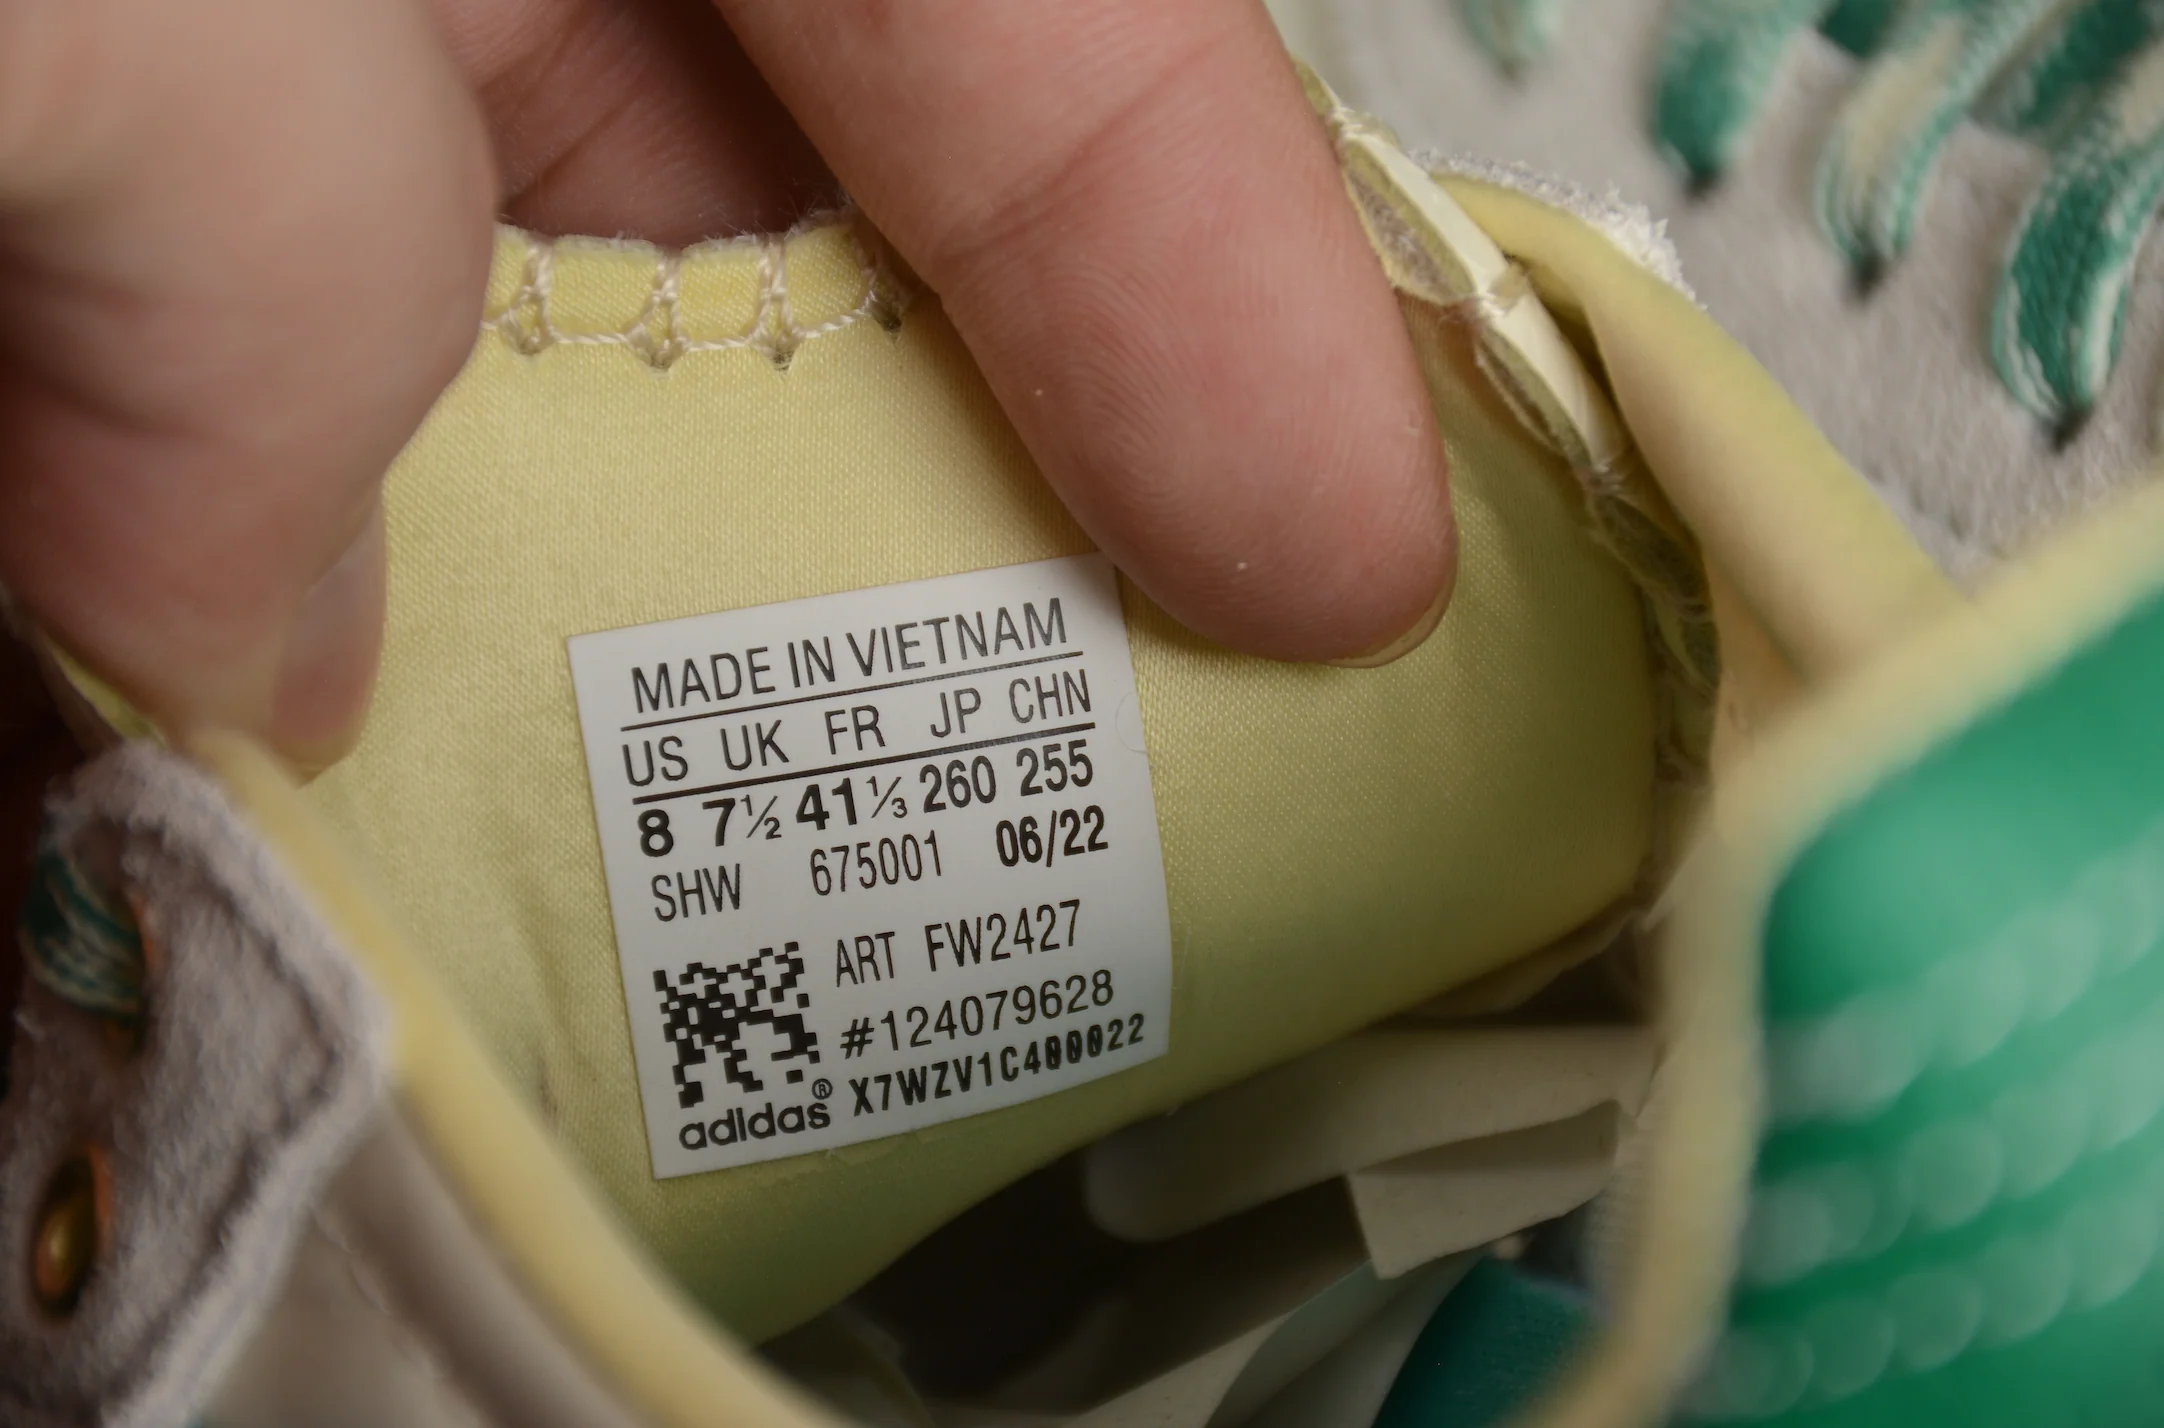 MADE IN VIETNAM
US UK FR JP CHN
8 7½ 41⅓ 260 255
SHW 675001 06/22
ART FW2427
#124079628
adidas® X7WZV1C400022